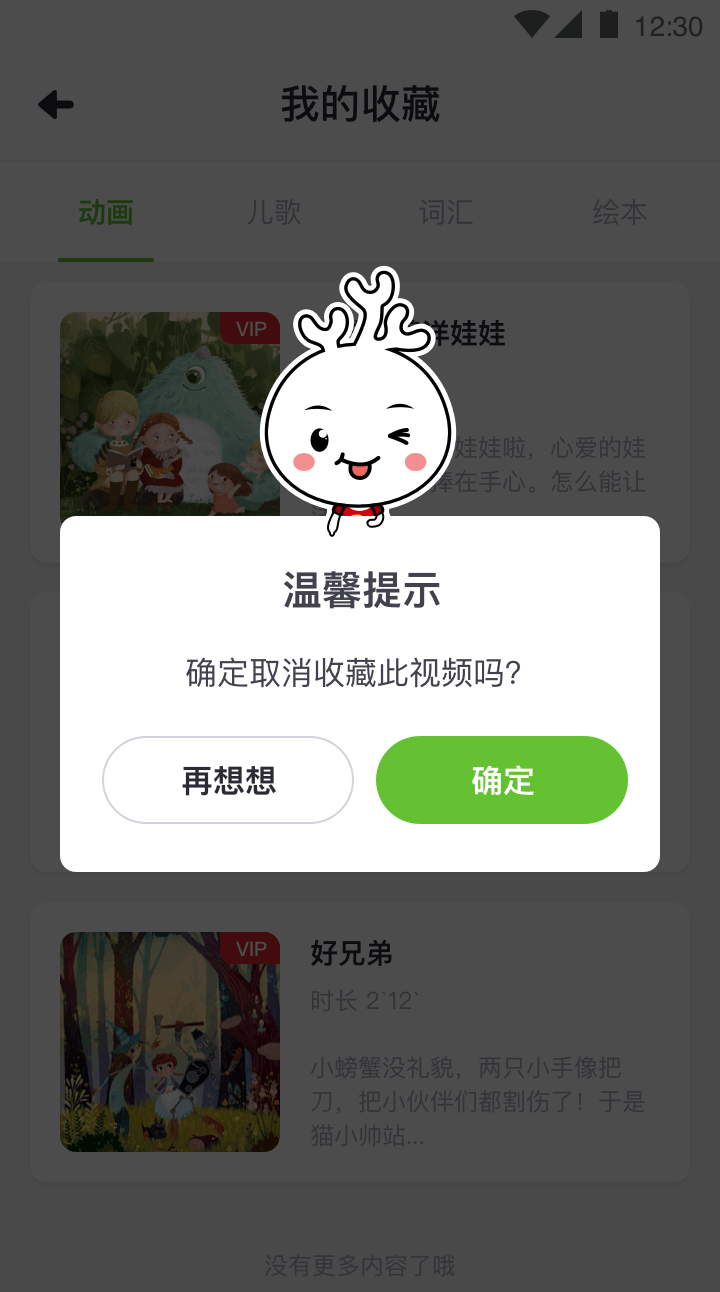 12:30
我的收藏
动画
儿歌
词汇
绘本
VIP
洋娃娃
娃娃啦，心爱的娃
捧在手心。怎么能让
温馨提示
确定取消收藏此视频吗？
再想想
确定
VIP
好兄弟
时长 2`12`
小螃蟹没礼貌，两只小手像把
刀，把小伙伴们都割伤了！于是
猫小帅站...
没有更多内容了哦